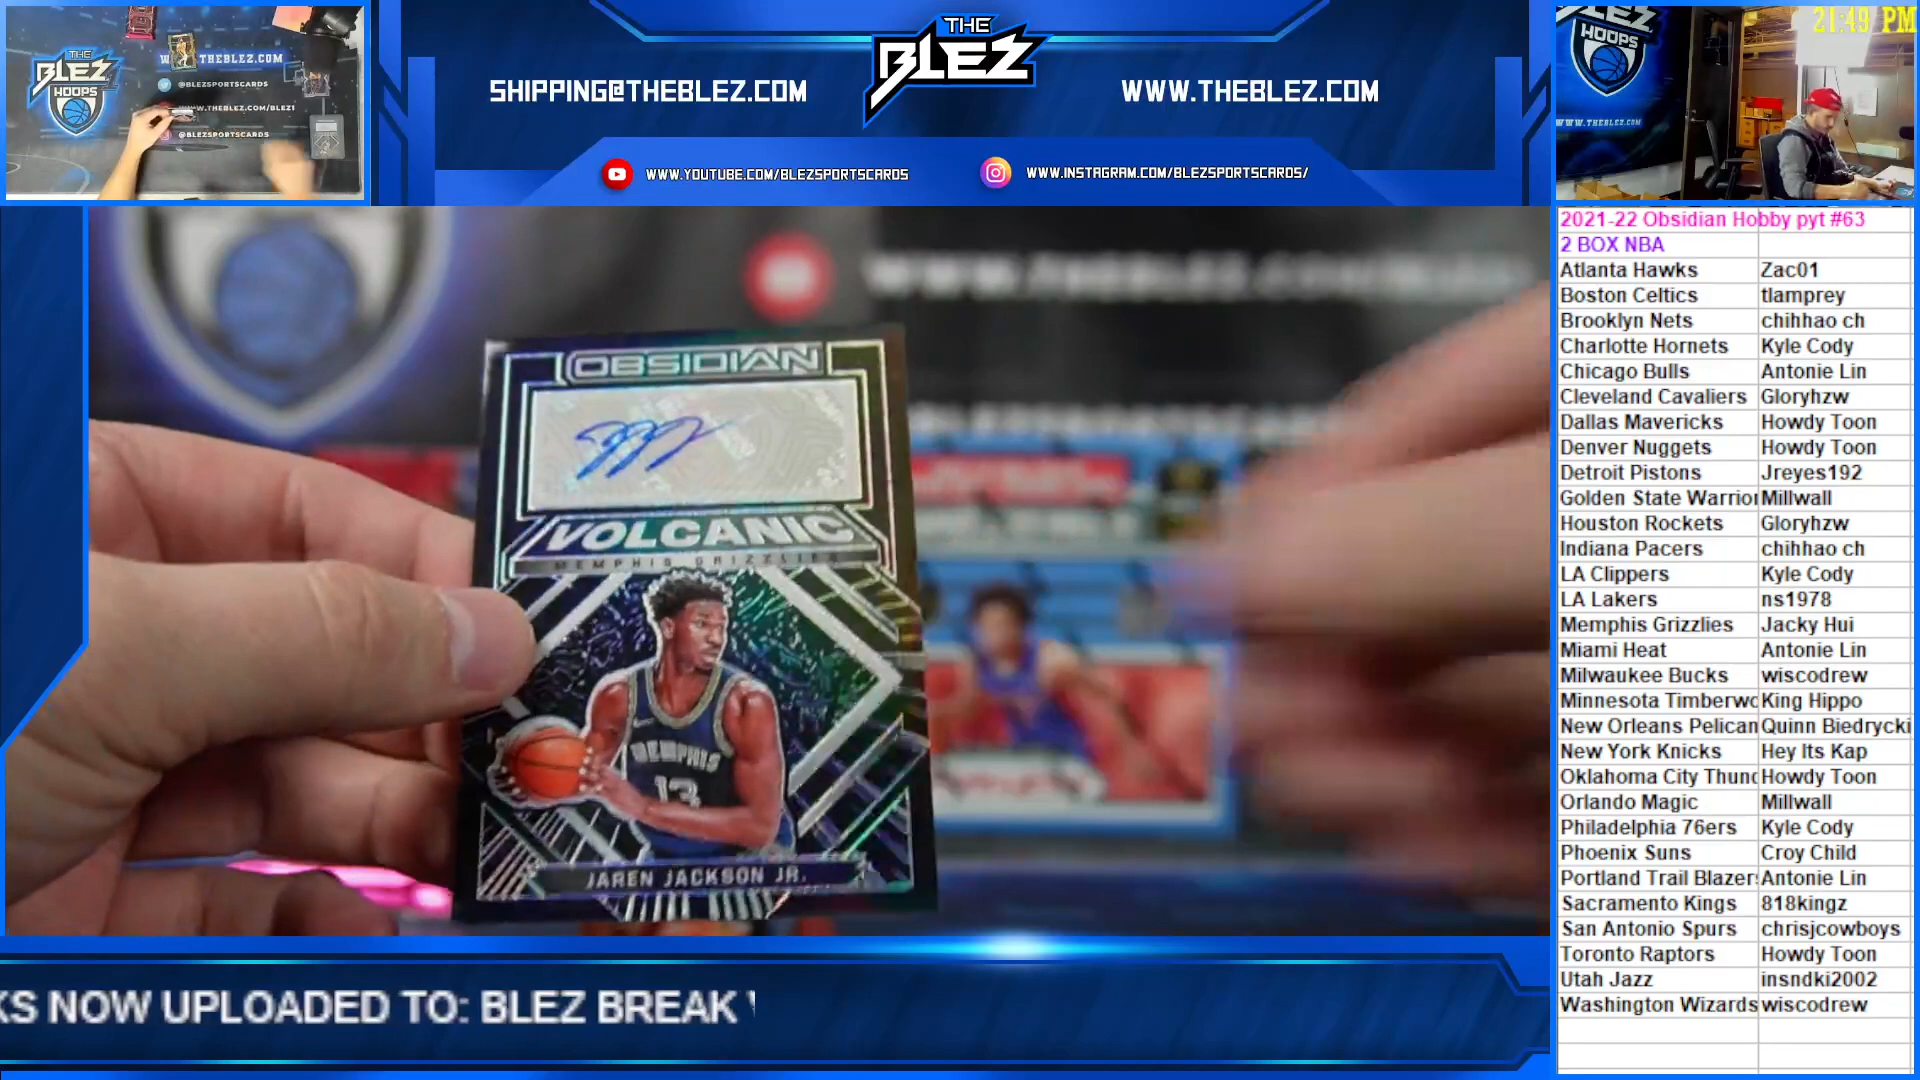 THE
BLEZ
HOOPS
WWW.THEBLEZ.COM/BLEZ1
@BLEZSPORTSCARDS
@BLEZSPORTSCARDS
SHIPPING@THEBLEZ.COM
THE
BLEZ
WWW.THEBLEZ.COM
WWW.YOUTUBE.COM/BLEZSPORTSCARDS
WWW.INSTAGRAM.COM/BLEZSPORTSCARDS/
HOOPS
WWW.THEBLEZ.COM
21:49 PM
OBSIDIAN
VOLCANIC
MEMPHIS GRIZZLIES
MEMPHIS
13
JAREN JACKSON JR.
KS NOW UPLOADED TO: BLEZ BREAK
2021-22 Obsidian Hobby pyt #63
2 BOX NBA
Atlanta Hawks Zac01
Boston Celtics tlamprey
Brooklyn Nets chihhao ch
Charlotte Hornets Kyle Cody
Chicago Bulls Antonie Lin
Cleveland Cavaliers Gloryhzw
Dallas Mavericks Howdy Toon
Denver Nuggets Howdy Toon
Detroit Pistons Jreyes192
Golden State Warrior Millwall
Houston Rockets Gloryhzw
Indiana Pacers chihhao ch
LA Clippers Kyle Cody
LA Lakers ns1978
Memphis Grizzlies Jacky Hui
Miami Heat Antonie Lin
Milwaukee Bucks wiscodrew
Minnesota Timberwo King Hippo
New Orleans Pelican Quinn Biedrycki
New York Knicks Hey Its Kap
Oklahoma City Thund Howdy Toon
Orlando Magic Millwall
Philadelphia 76ers Kyle Cody
Phoenix Suns Croy Child
Portland Trail Blazers Antonie Lin
Sacramento Kings 818kingz
San Antonio Spurs chrisjcowboys
Toronto Raptors Howdy Toon
Utah Jazz insndki2002
Washington Wizards wiscodrew